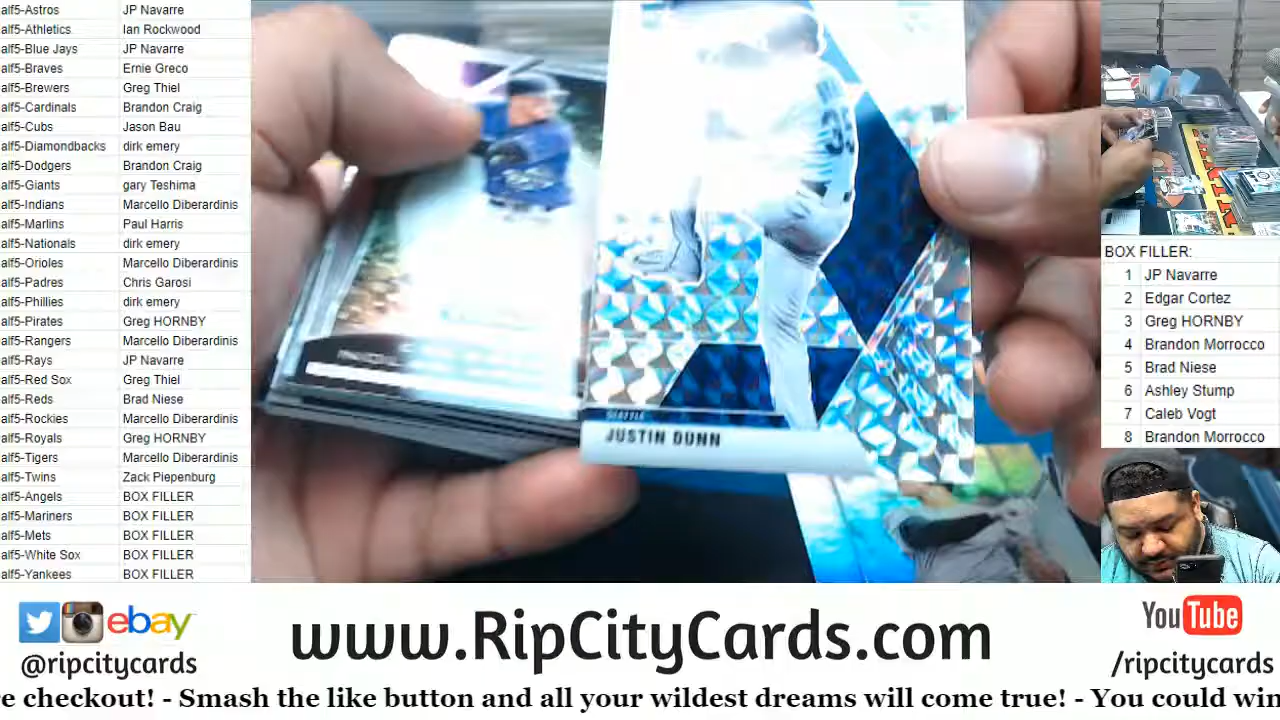 alf5-Astros JP Navarre
alf5-Athletics Ian Rockwood
alf5-Blue Jays JP Navarre
alf5-Braves Ernie Greco
alf5-Brewers Greg Thiel
alf5-Cardinals Brandon Craig
alf5-Cubs Jason Bau
alf5-Diamondbacks dirk emery
alf5-Dodgers Brandon Craig
alf5-Giants gary Teshima
alf5-Indians Marcello Diberardinis
alf5-Marlins Paul Harris
alf5-Nationals dirk emery
alf5-Orioles Marcello Diberardinis
alf5-Padres Chris Garosi
alf5-Phillies dirk emery
alf5-Pirates Greg HORNBY
alf5-Rangers Marcello Diberardinis
alf5-Rays JP Navarre
alf5-Red Sox Greg Thiel
alf5-Reds Brad Niese
alf5-Rockies Marcello Diberardinis
alf5-Royals Greg HORNBY
alf5-Tigers Marcello Diberardinis
alf5-Twins Zack Piepenburg
alf5-Angels BOX FILLER
alf5-Mariners BOX FILLER
alf5-Mets BOX FILLER
alf5-White Sox BOX FILLER
alf5-Yankees BOX FILLER
35
SEATTLE
JUSTIN DUNN
BOX FILLER:
1 JP Navarre
2 Edgar Cortez
3 Greg HORNBY
4 Brandon Morrocco
5 Brad Niese
6 Ashley Stump
7 Caleb Vogt
8 Brandon Morrocco
ebay
@ripcitycards
www.RipCityCards.com
YouTube
/ripcitycards
re checkout! - Smash the like button and all your wildest dreams will come true! - You could win